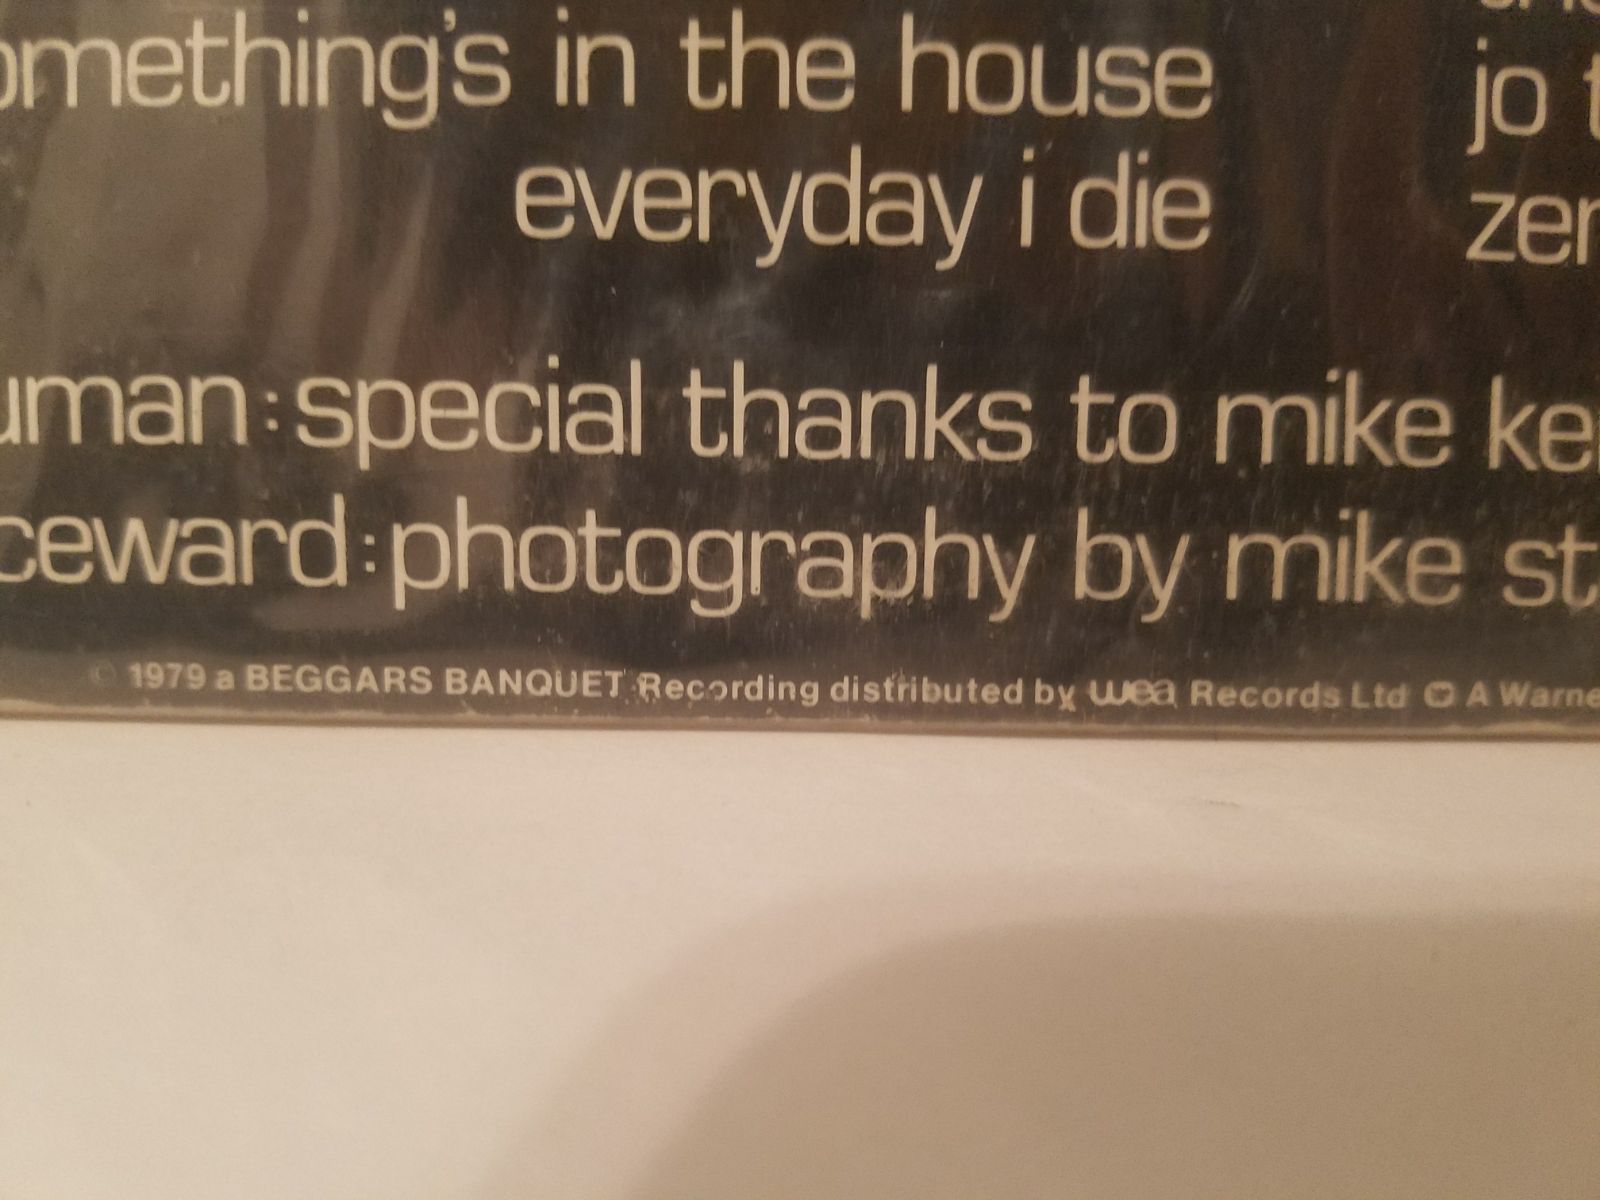 omething's in the house
everyday i die
jo t
zer
uman:special thanks to mike ke
ceward:photography by mike st
© 1979 a BEGGARS BANQUET Recording distributed by wea Records Ltd A Warne